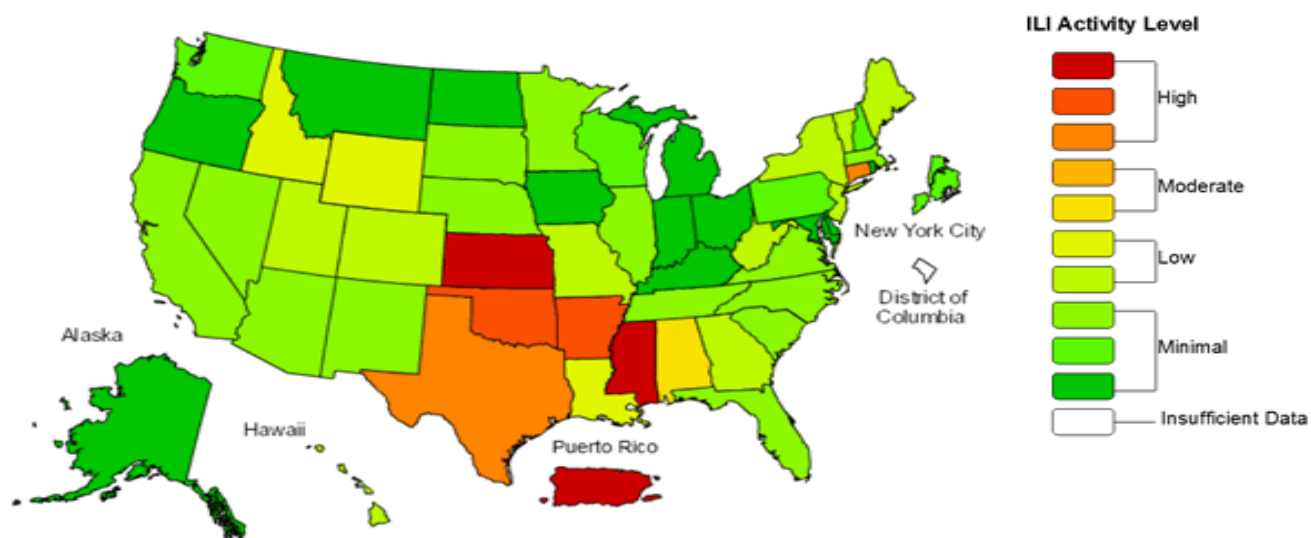 ILI Activity Level
High
Moderate
Low
Minimal
Insufficient Data
New York City
District of
Columbia
Alaska
Hawaii
Puerto Rico